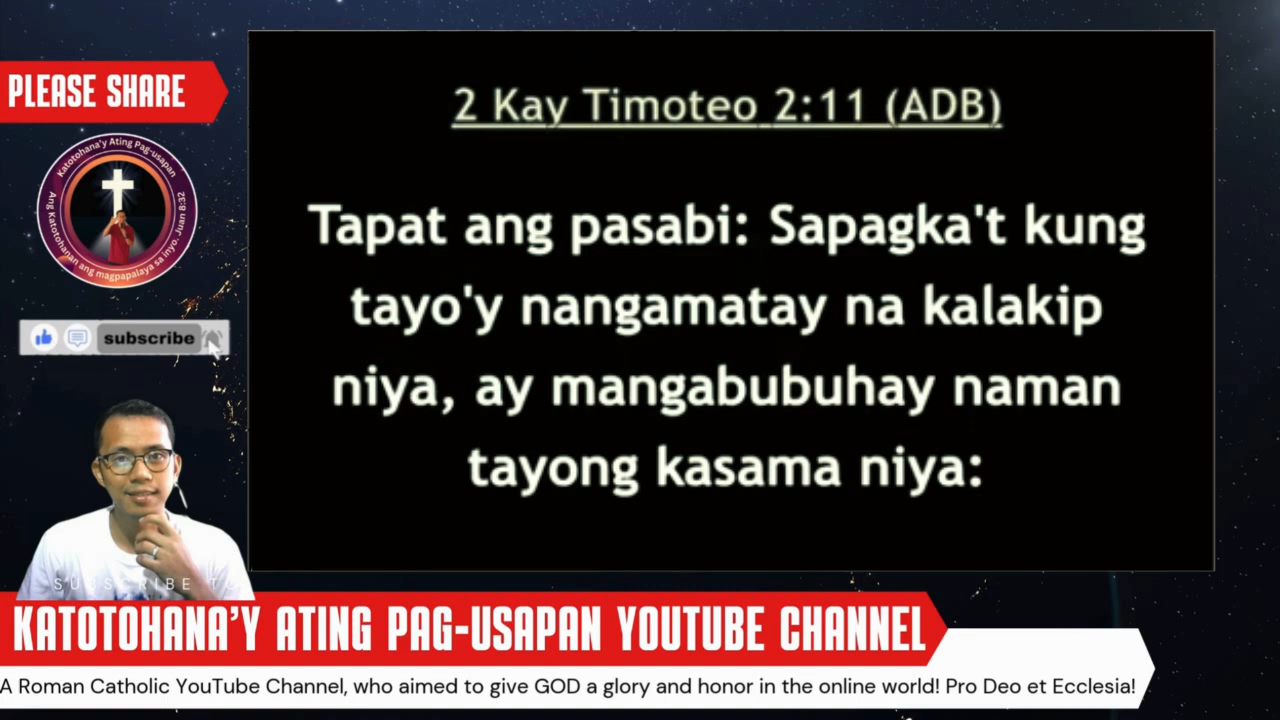 PLEASE SHARE
Katotohana'y Ating Pag-usapan
Ang Katotohanan ang magpapalaya sa inyo. Juan 8:32
subscribe
2 Kay Timoteo 2:11 (ADB)
Tapat ang pasabi: Sapagka't kung
tayo'y nangamatay na kalakip
niya, ay mangabubuhay naman
tayong kasama niya:
SUBSCRIBE TO
KATOTOHANA'Y ATING PAG-USAPAN YOUTUBE CHANNEL
A Roman Catholic YouTube Channel, who aimed to give GOD a glory and honor in the online world! Pro Deo et Ecclesia!